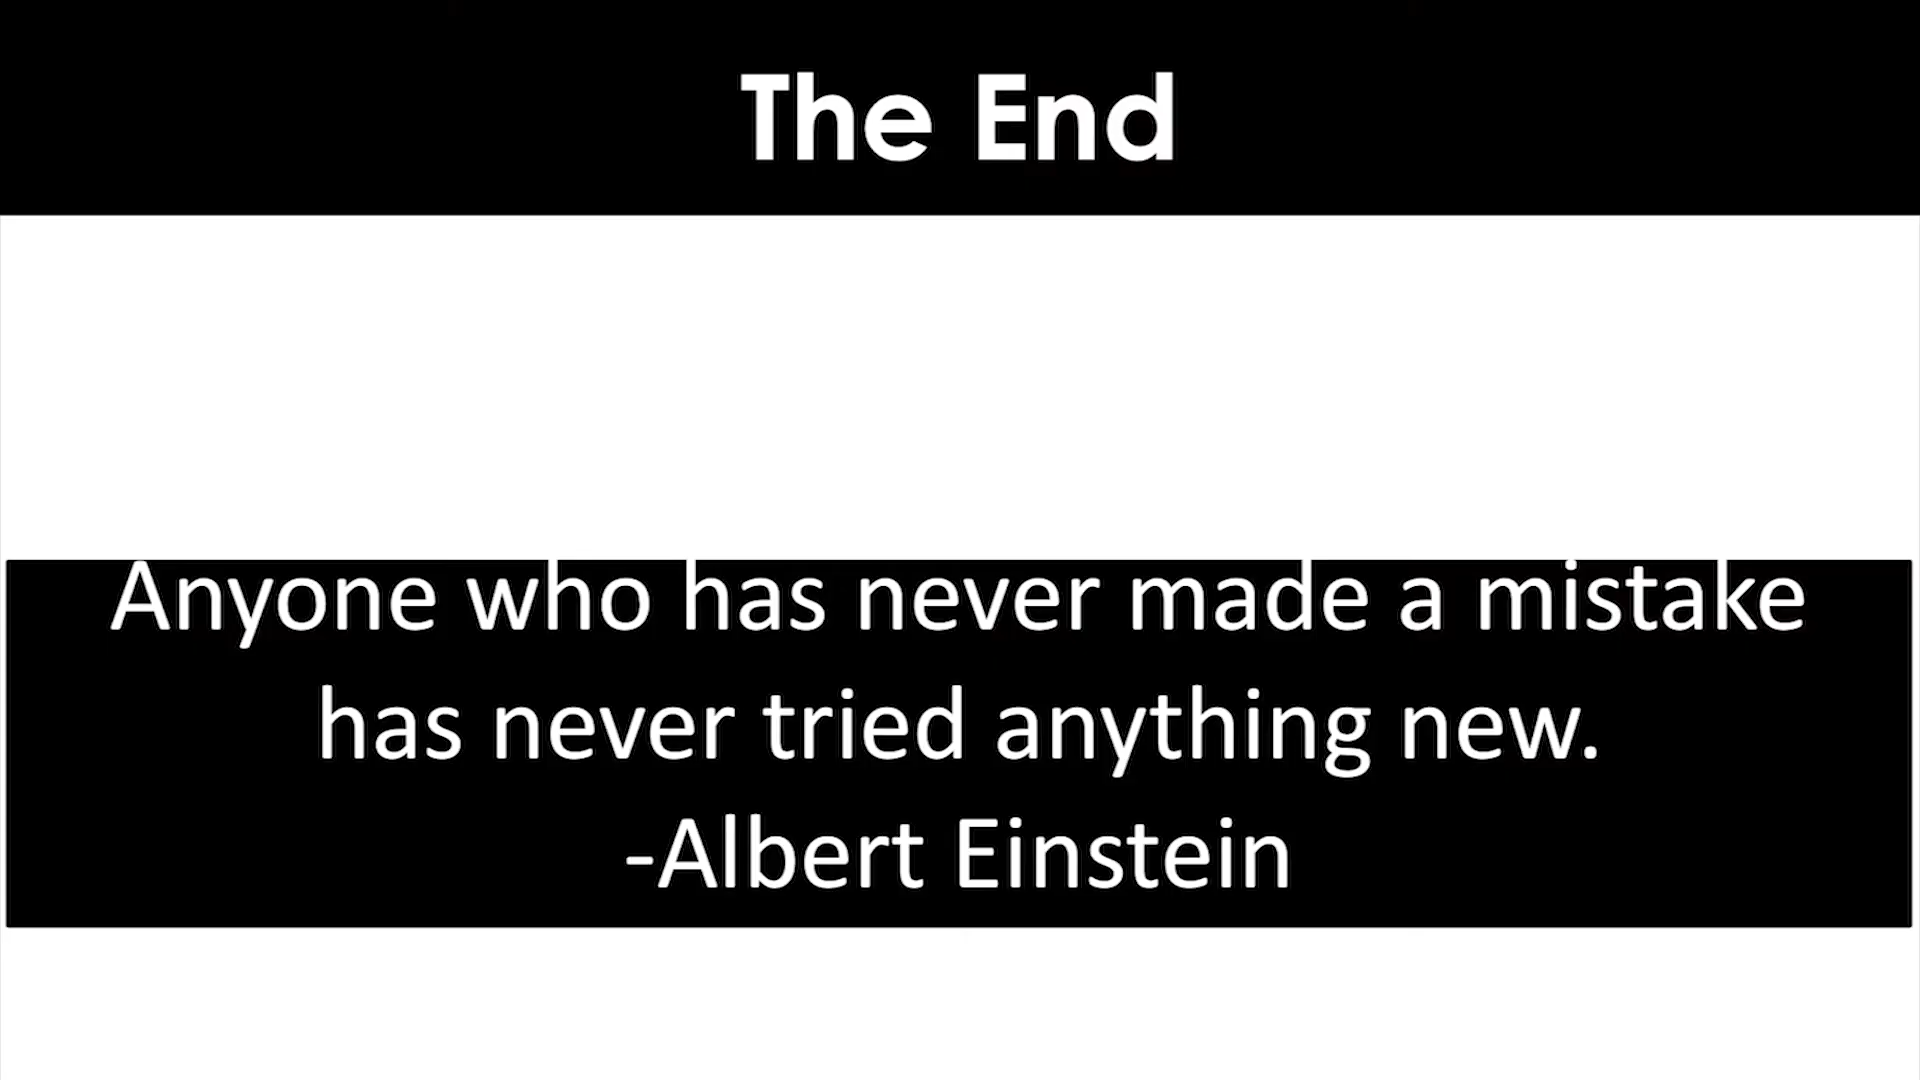 The End
Anyone who has never made a mistake
has never tried anything new.
-Albert Einstein